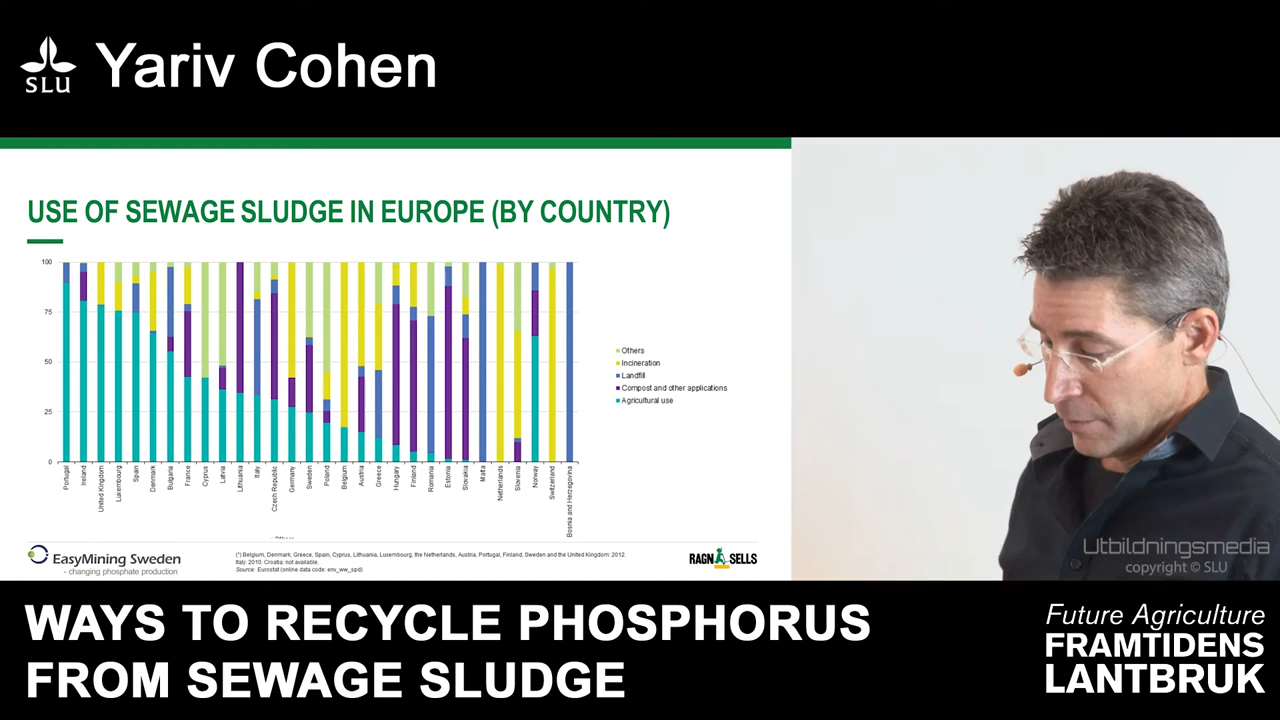 SLU
Yariv Cohen
USE OF SEWAGE SLUDGE IN EUROPE (BY COUNTRY)
100
75
50
25
0
Portugal
Ireland
United Kingdom
Luxembourg
Spain
Denmark
Bulgaria
France
Cyprus
Latvia
Lithuania
Italy
Czech Republic
Germany
Sweden
Poland
Belgium
Austria
Greece
Hungary
Finland
Romania
Estonia
Slovakia
Malta
Netherlands
Slovenia
Norway
Switzerland
Bosnia and Herzegovina
Others
Incineration
Landfill
Compost and other applications
Agricultural use
EasyMining Sweden
- changing phosphate production
(*) Belgium, Denmark, Greece, Spain, Cyprus, Lithuania, Luxembourg, the Netherlands, Austria, Portugal, Finland, Sweden and the United Kingdom: 2012.
Italy: 2010. Croatia: not available.
Source: Eurostat (online data code: env_ww_spd)
RAGN SELLS
Utbildningsmedia
copyright © SLU
WAYS TO RECYCLE PHOSPHORUS
FROM SEWAGE SLUDGE
Future Agriculture
FRAMTIDENS
LANTBRUK